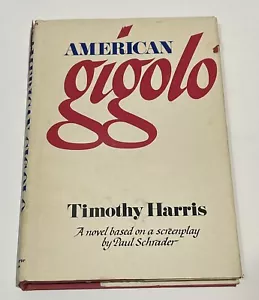 AMERICAN
gigolo
Timothy Harris
A novel based on a screenplay
by Paul Schrader